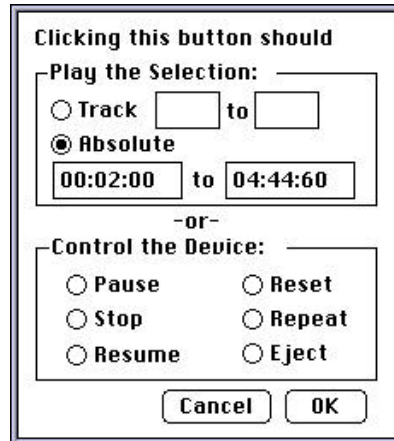 Clicking this button should
Play the Selection:
Track to
Absolute
00:02:00 to 04:44:60
-or-
Control the Device:
Pause Reset
Stop Repeat
Resume Eject
Cancel OK